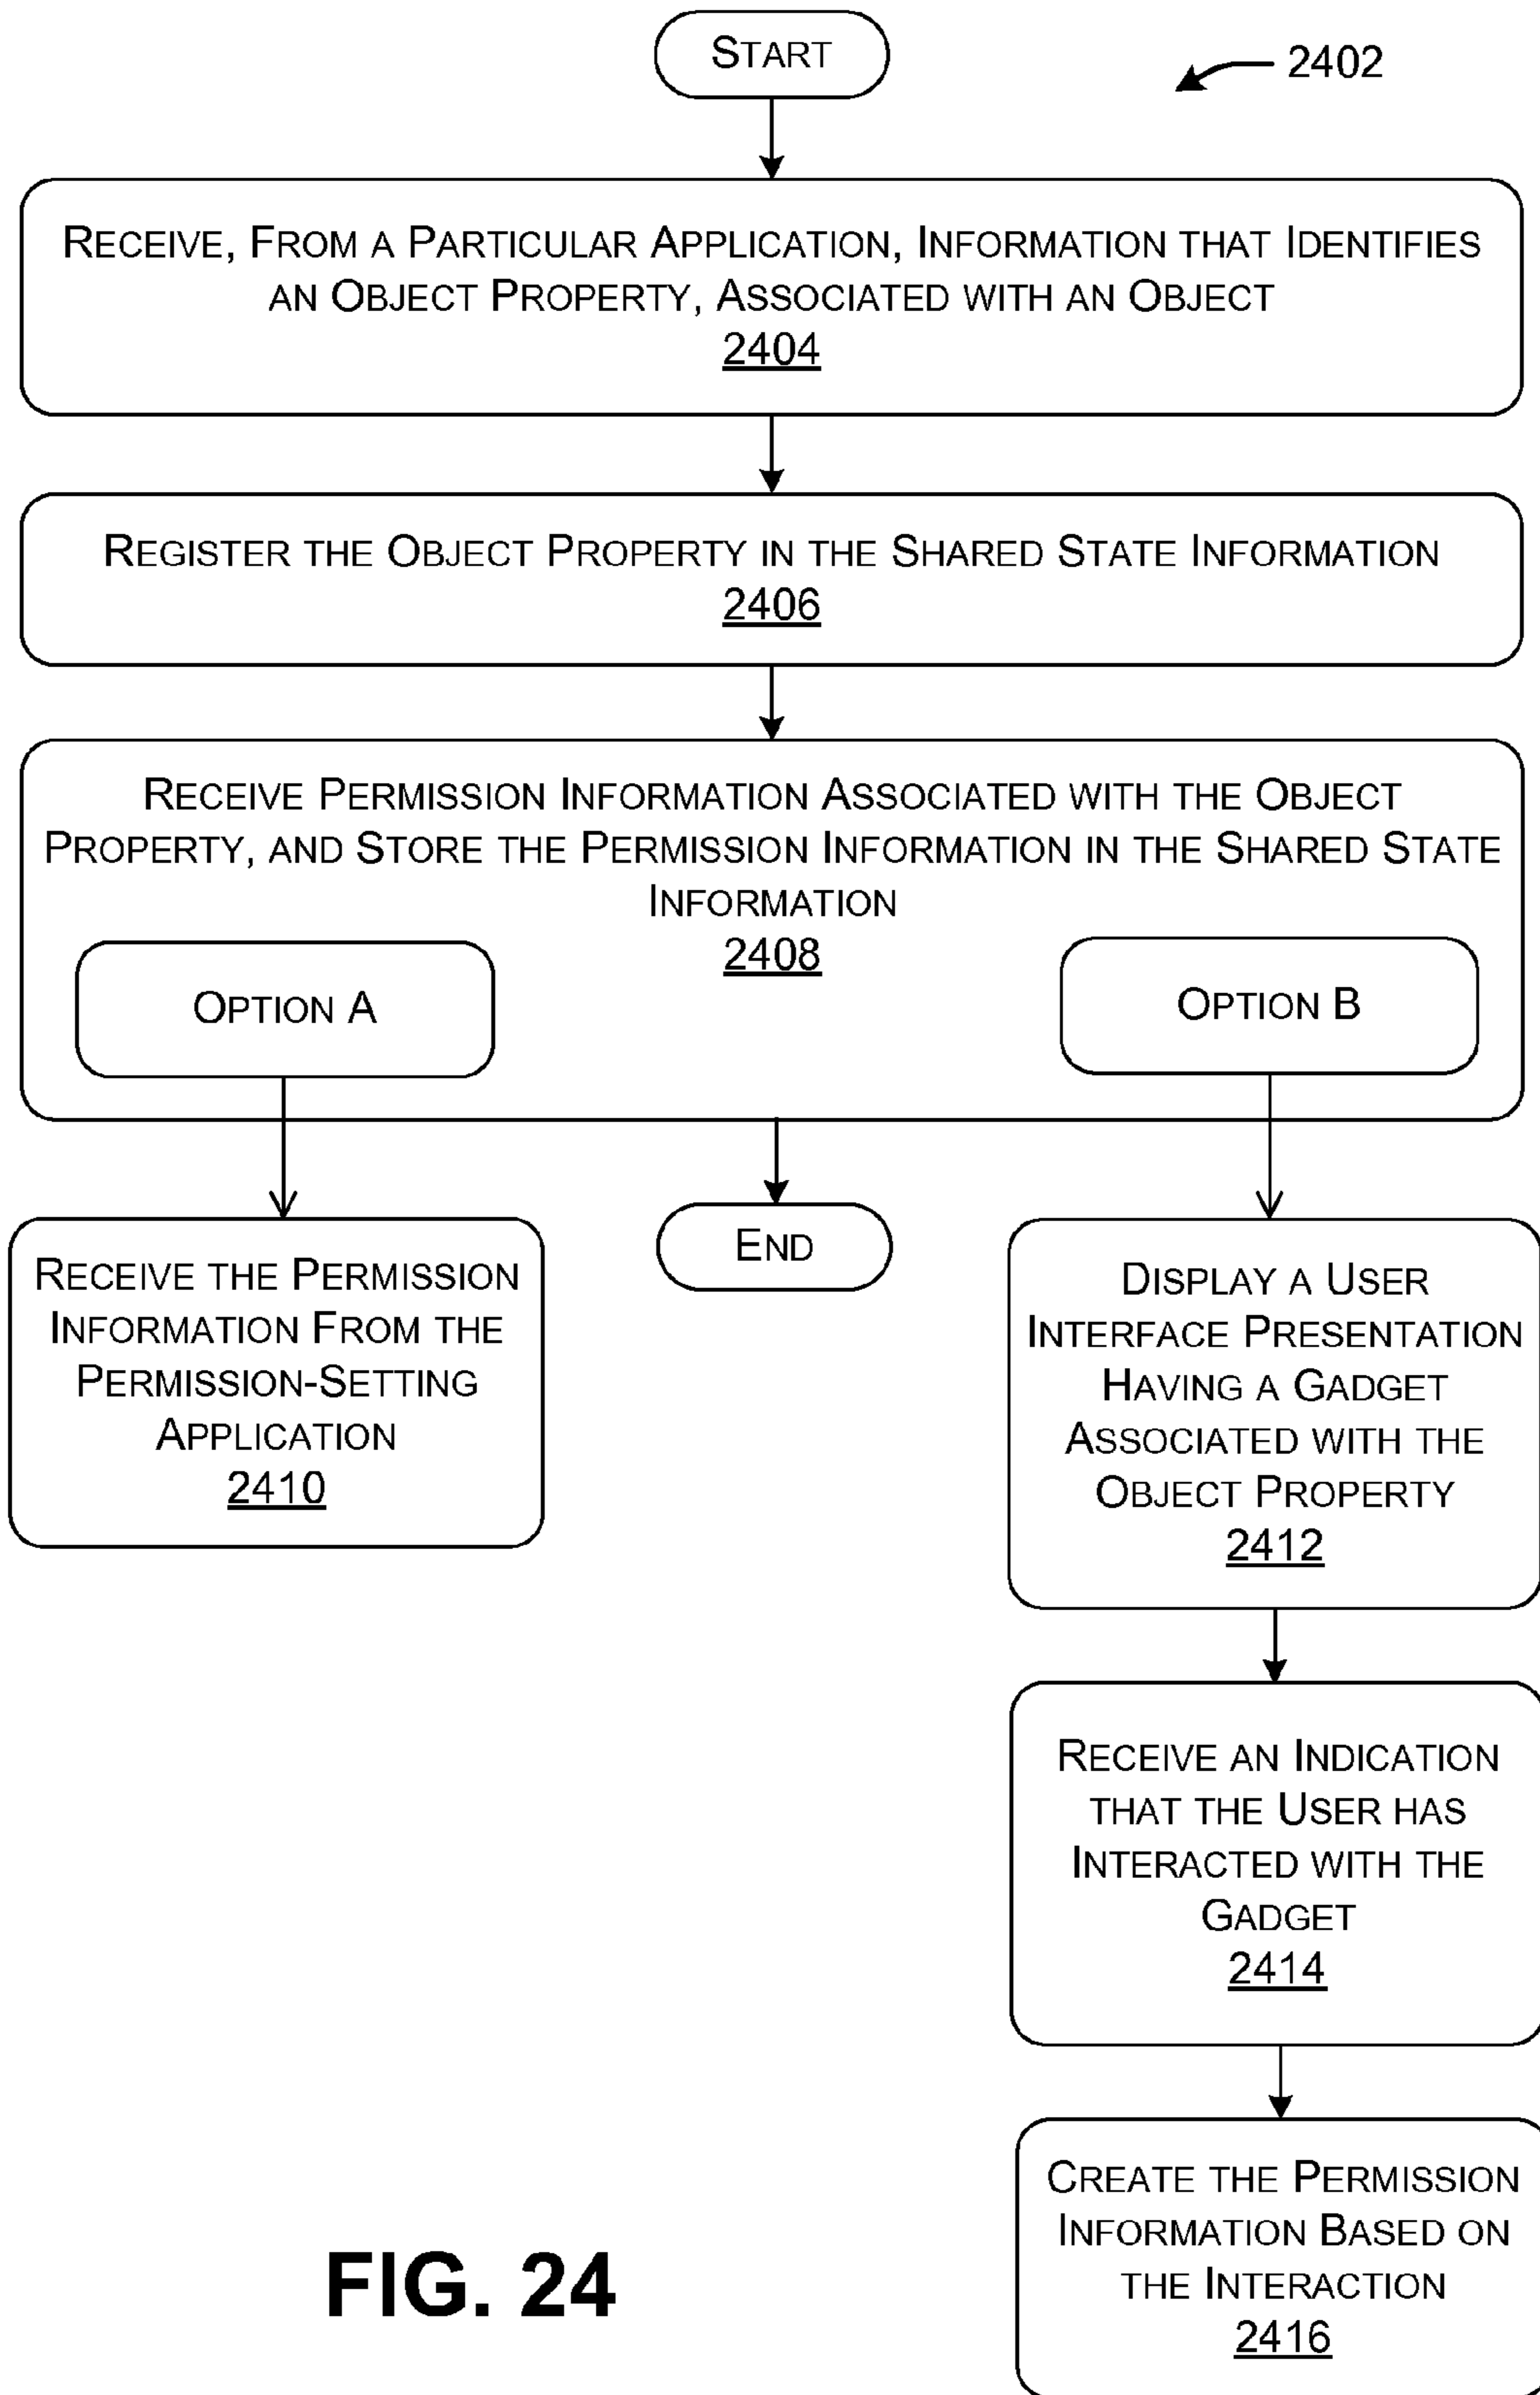 START
2402
RECEIVE, FROM A PARTICULAR APPLICATION, INFORMATION THAT IDENTIFIES
AN OBJECT PROPERTY, ASSOCIATED WITH AN OBJECT
2404
REGISTER THE OBJECT PROPERTY IN THE SHARED STATE INFORMATION
2406
RECEIVE PERMISSION INFORMATION ASSOCIATED WITH THE OBJECT
PROPERTY, AND STORE THE PERMISSION INFORMATION IN THE SHARED STATE
INFORMATION
2408
OPTION A
OPTION B
RECEIVE THE PERMISSION
INFORMATION FROM THE
PERMISSION-SETTING
APPLICATION
2410
END
DISPLAY A USER
INTERFACE PRESENTATION
HAVING A GADGET
ASSOCIATED WITH THE
OBJECT PROPERTY
2412
RECEIVE AN INDICATION
THAT THE USER HAS
INTERACTED WITH THE
GADGET
2414
CREATE THE PERMISSION
INFORMATION BASED ON
THE INTERACTION
2416
FIG. 24